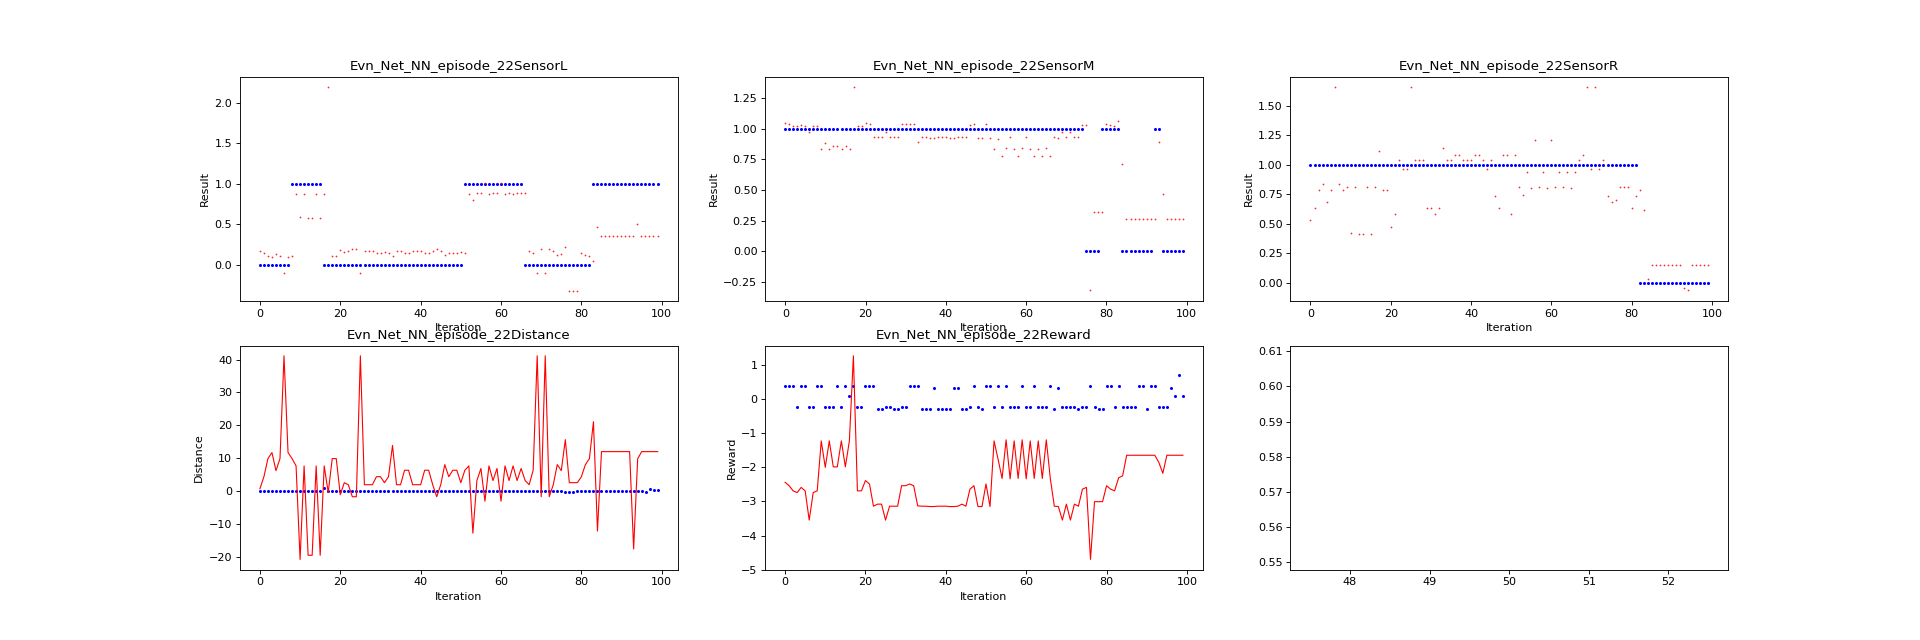 Evn_Net_NN_episode_22SensorL
2.0
1.5
1.0
0.5
0.0
Result
0 20 40 60 80 100
Iteration
Evn_Net_NN_episode_22SensorM
1.25
1.00
0.75
0.50
0.25
0.00
−0.25
Result
0 20 40 60 80 100
Iteration
Evn_Net_NN_episode_22SensorR
1.50
1.25
1.00
0.75
0.50
0.25
0.00
Result
0 20 40 60 80 100
Iteration
Evn_Net_NN_episode_22Distance
40
30
20
10
0
−10
−20
Distance
0 20 40 60 80 100
Iteration
Evn_Net_NN_episode_22Reward
1
0
−1
−2
−3
−4
−5
Reward
0 20 40 60 80 100
Iteration
0.61
0.60
0.59
0.58
0.57
0.56
0.55
48 49 50 51 52